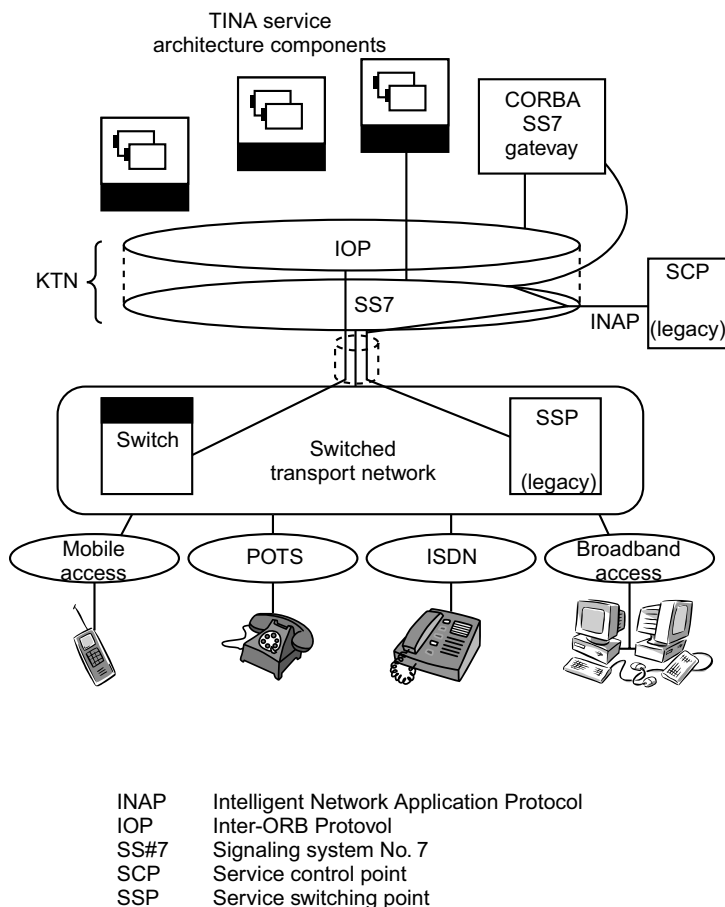 TINA service
architecture components
CORBA
SS7
gatevay
IOP
KTN
SS7
SCP
(legacy)
INAP
Switch
Switched
transport network
SSP
(legacy)
Mobile
access
POTS
ISDN
Broadband
access
INAP Intelligent Network Application Protocol
IOP Inter-ORB Protovol
SS#7 Signaling system No. 7
SCP Service control point
SSP Service switching point